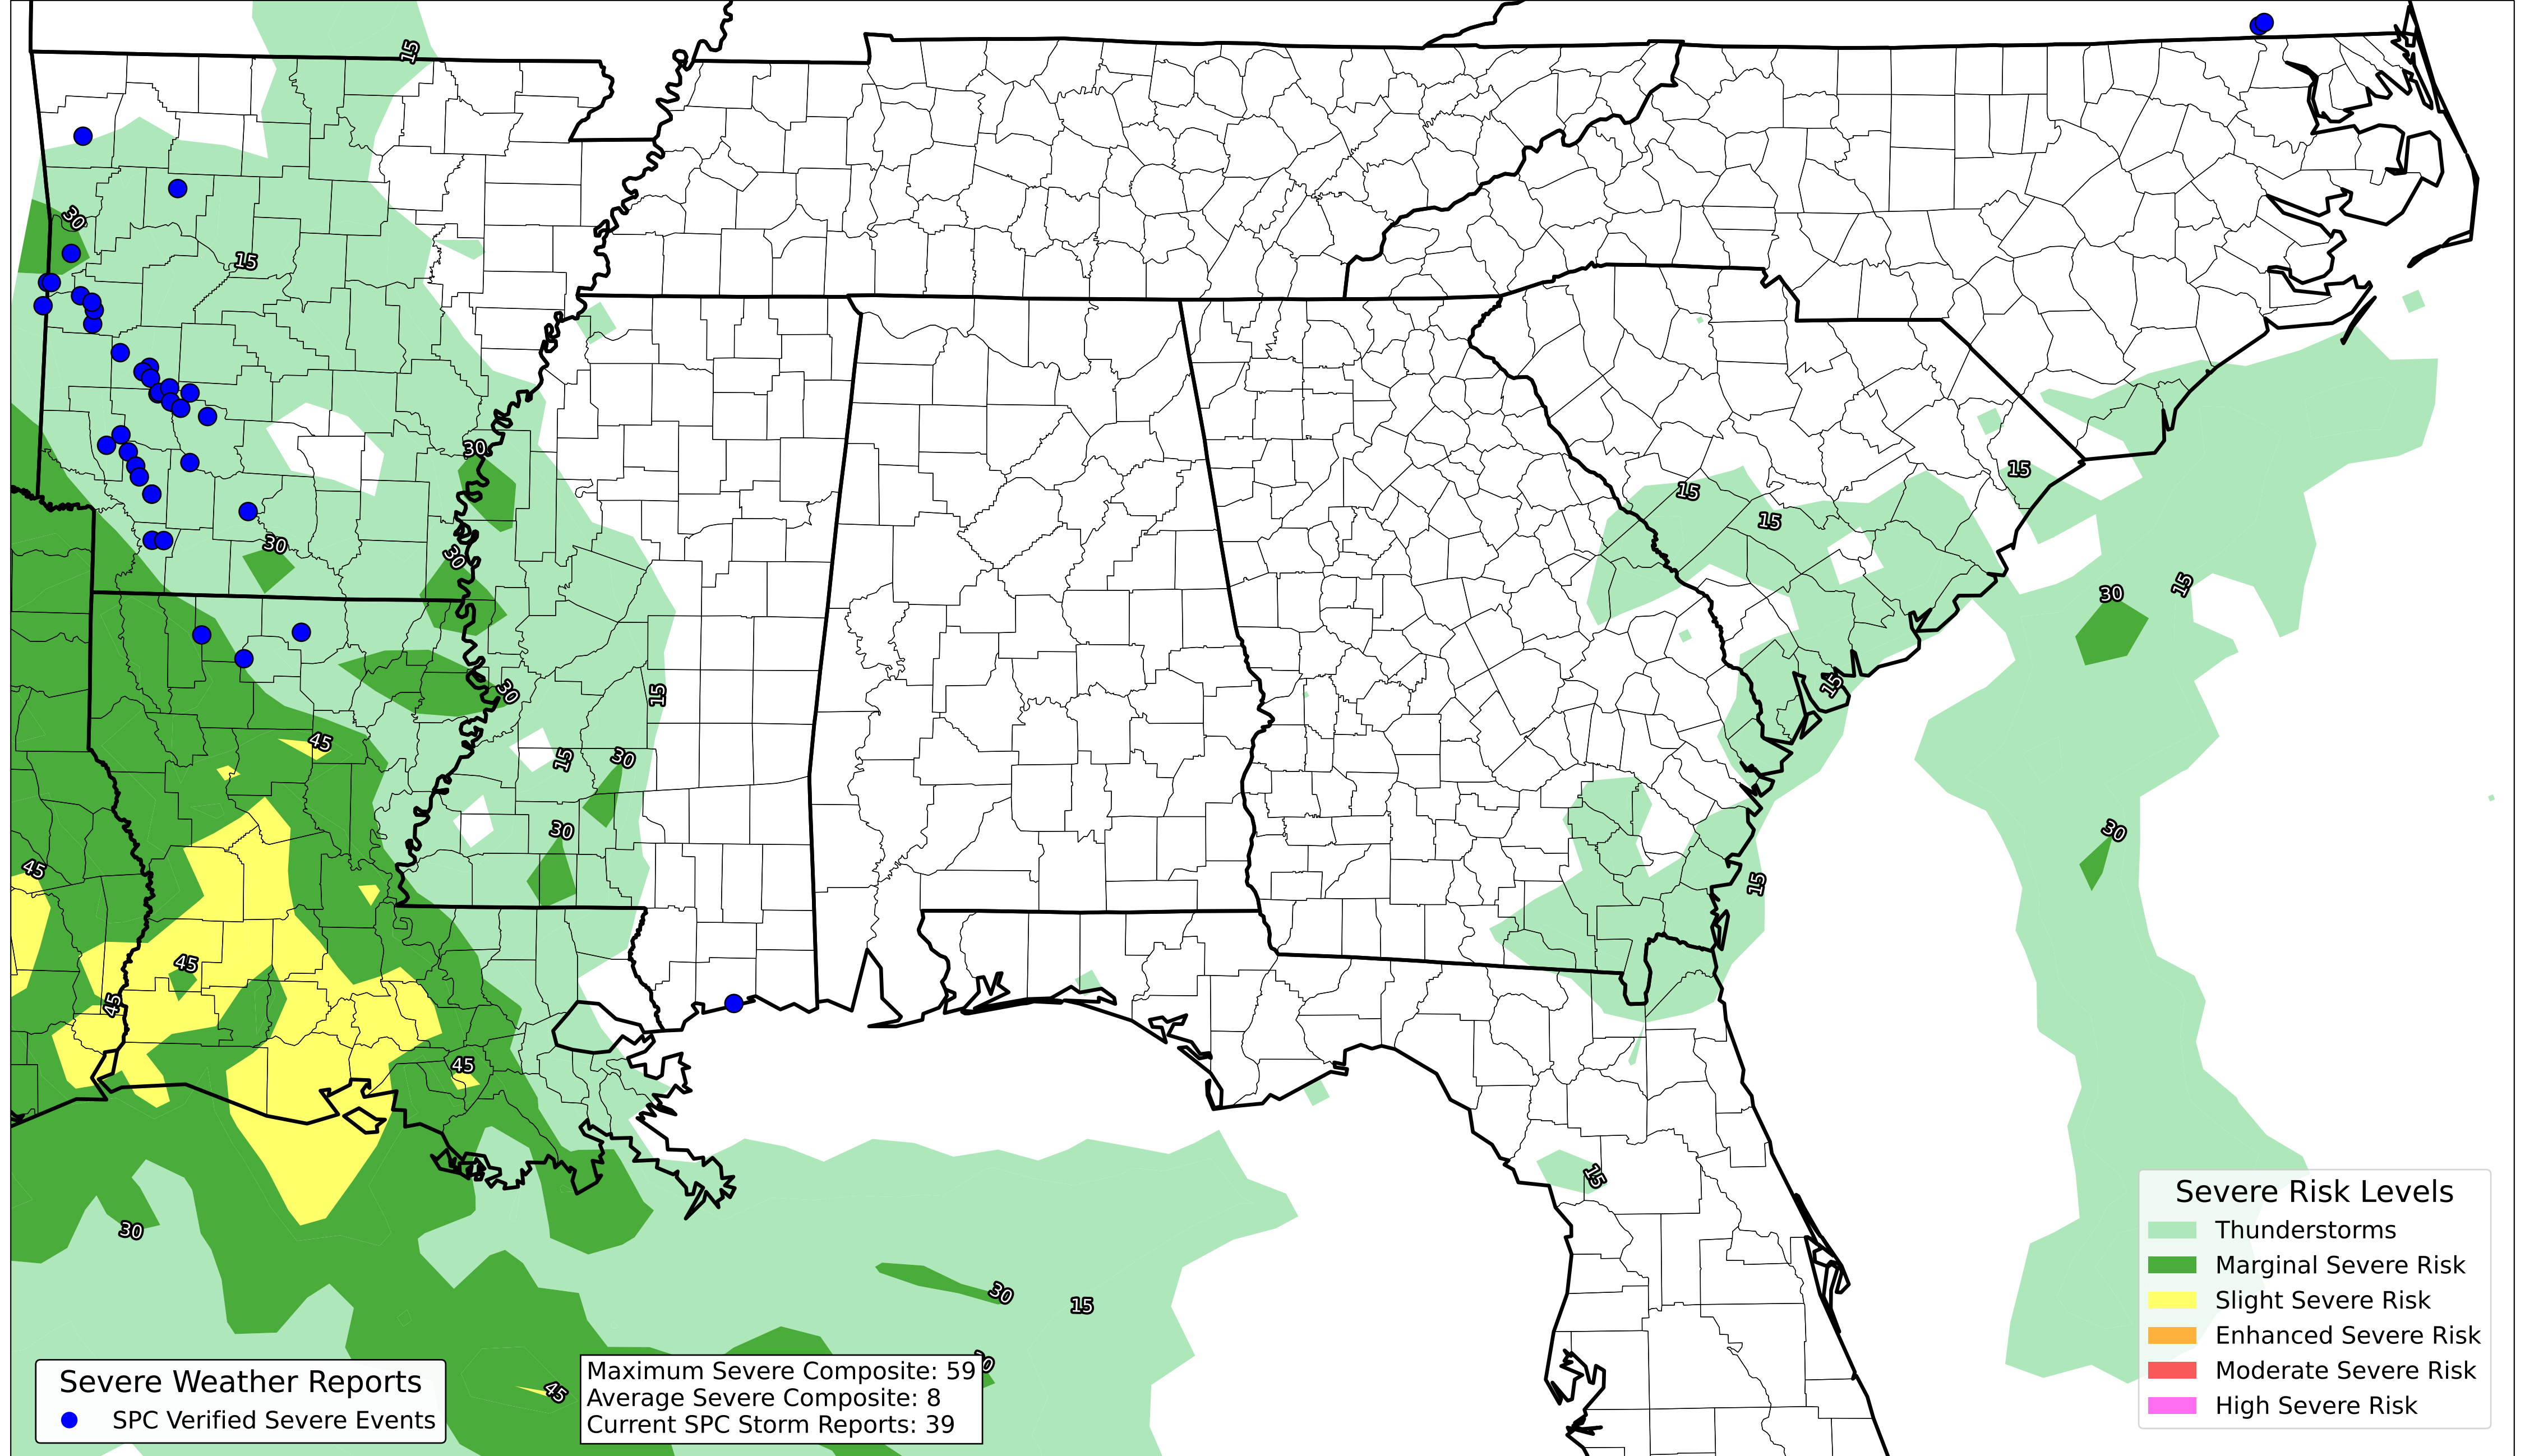 15
30
15
30
15
15
30
15
30
30
15
30
15
30
45
15
15
30
30
30
45
15
45
45
45
15
30
30
15
30
45
Severe Risk Levels
Thunderstorms
Marginal Severe Risk
Slight Severe Risk
Enhanced Severe Risk
Moderate Severe Risk
High Severe Risk
Severe Weather Reports
SPC Verified Severe Events
Maximum Severe Composite: 59
Average Severe Composite: 8
Current SPC Storm Reports: 39